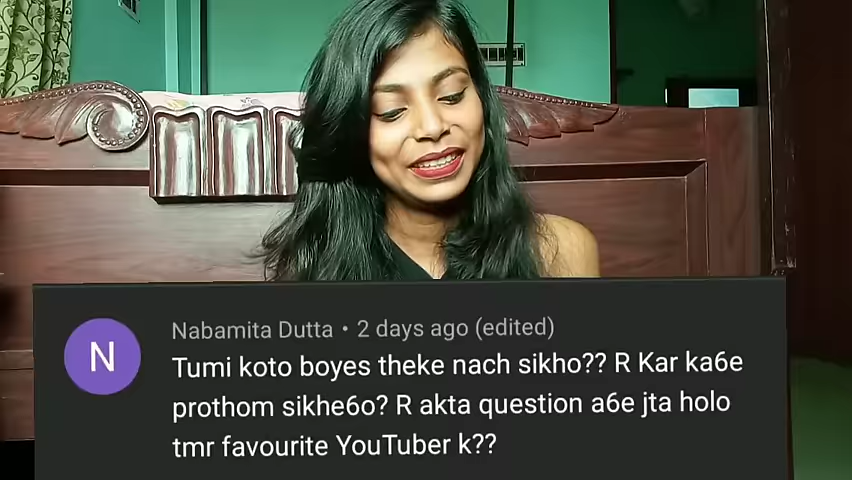 N
Nabamita Dutta • 2 days ago (edited)
Tumi koto boyes theke nach sikho?? R Kar ka6e
prothom sikhe6o? R akta question a6e jta holo
tmr favourite YouTuber k??